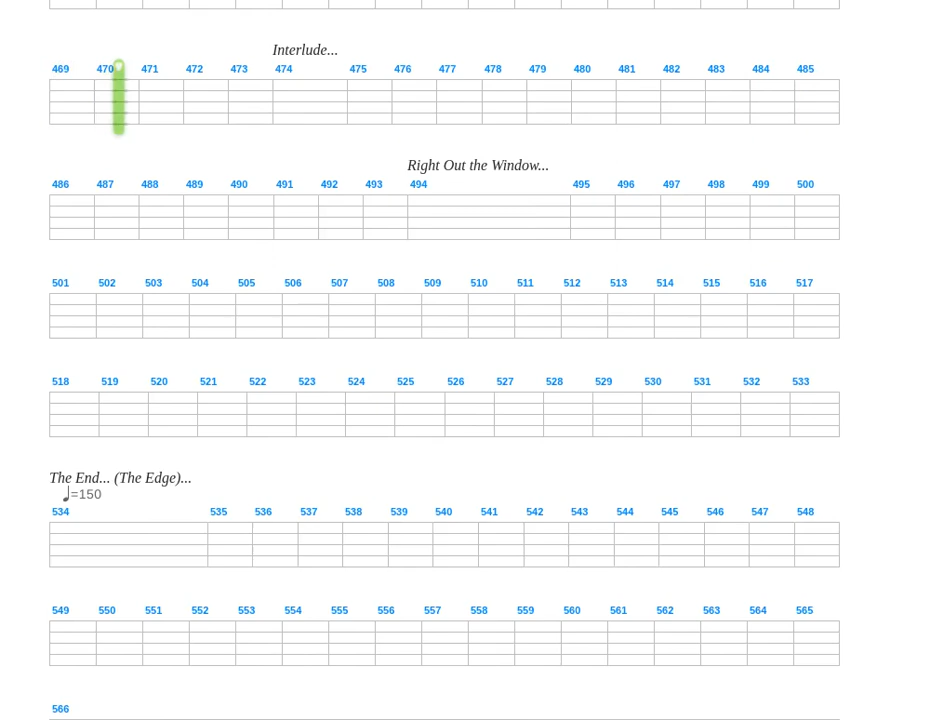 Interlude...
469 470 471 472 473 474 475 476 477 478 479 480 481 482 483 484 485
Right Out the Window...
486 487 488 489 490 491 492 493 494 495 496 497 498 499 500
501 502 503 504 505 506 507 508 509 510 511 512 513 514 515 516 517
518 519 520 521 522 523 524 525 526 527 528 529 530 531 532 533
The End... (The Edge)...
♩=150
534 535 536 537 538 539 540 541 542 543 544 545 546 547 548
549 550 551 552 553 554 555 556 557 558 559 560 561 562 563 564 565
566